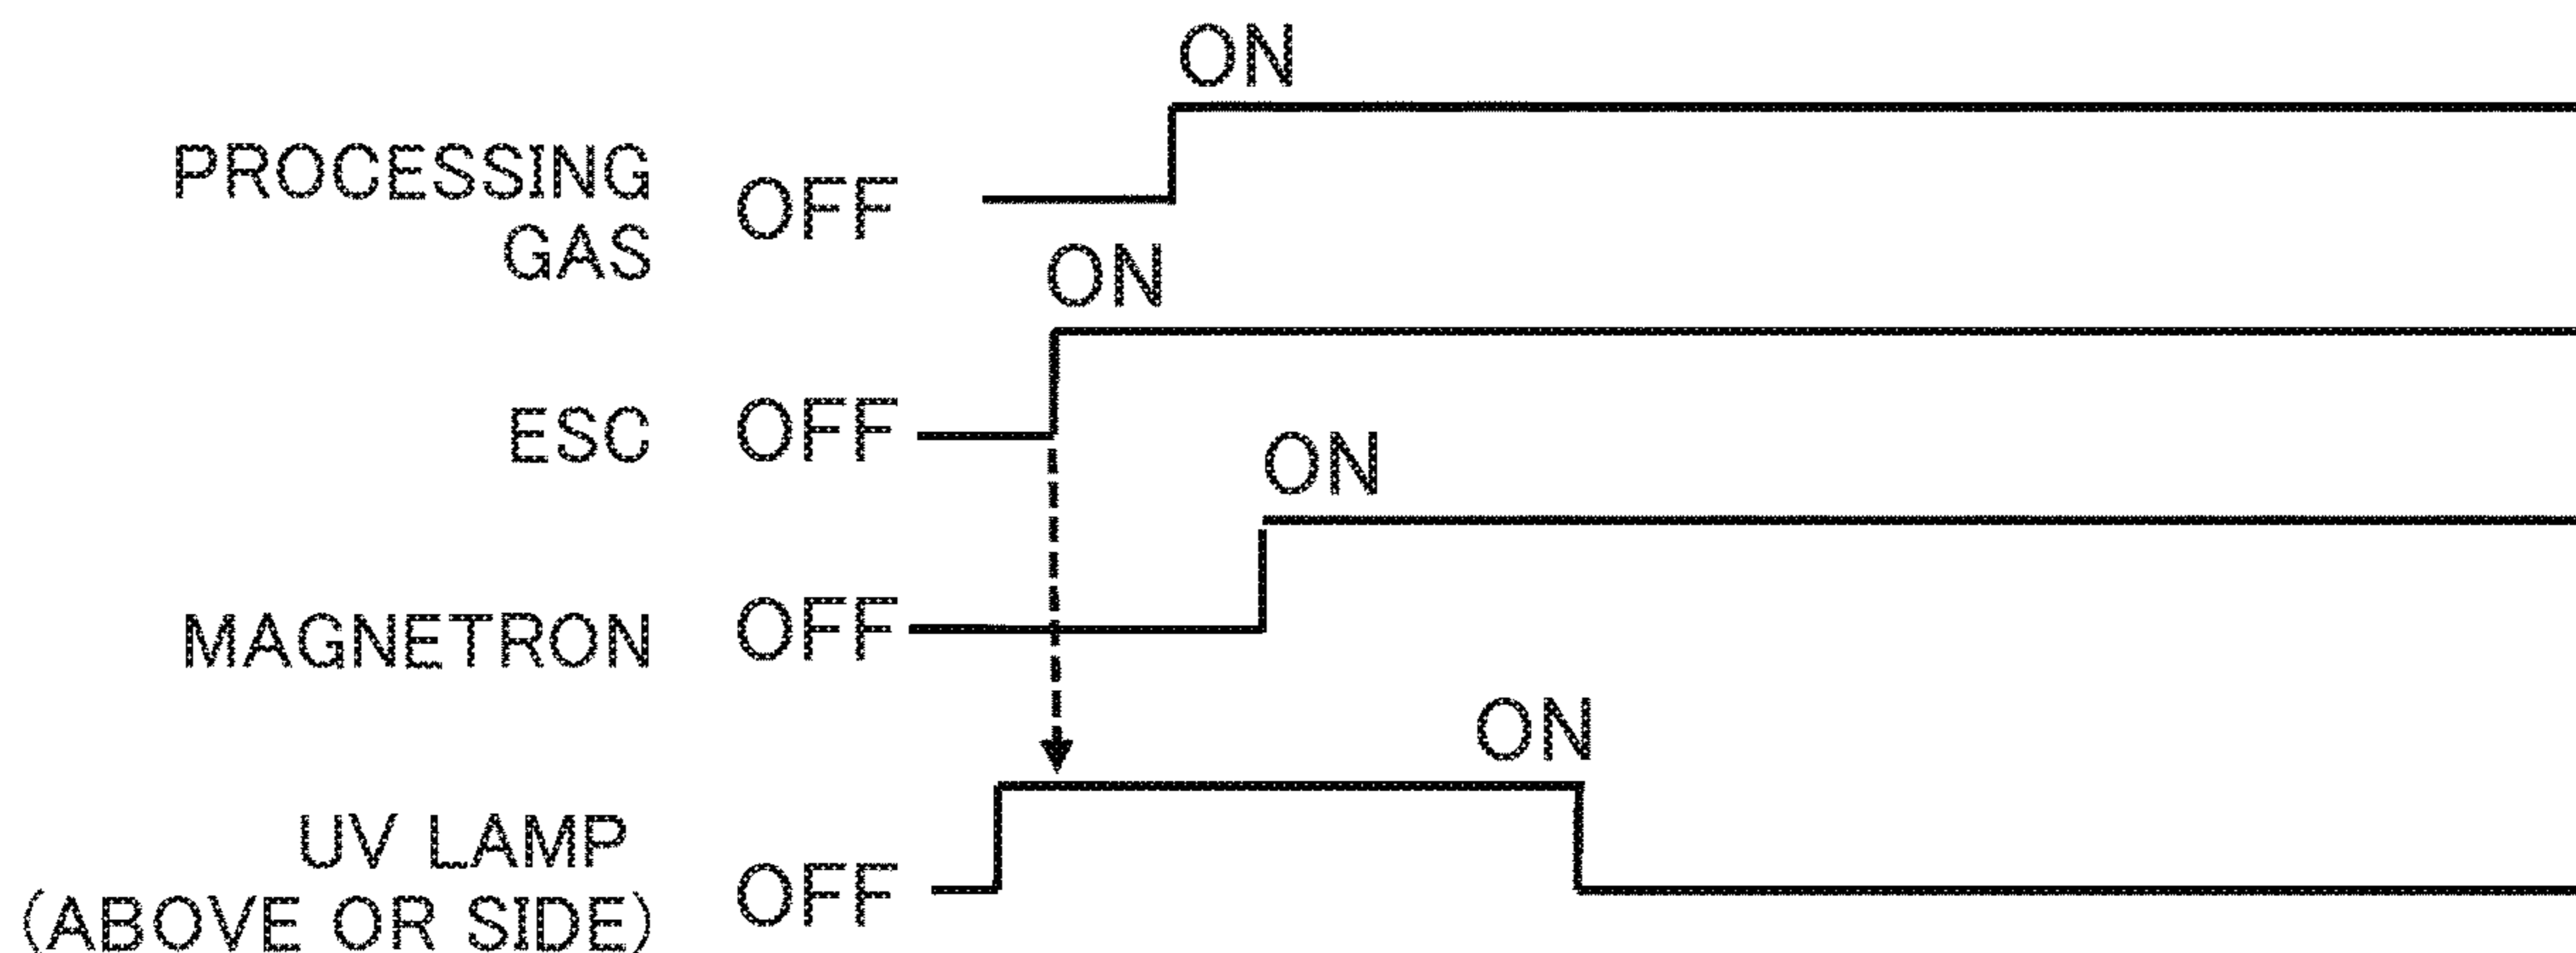 ON
PROCESSING OFF
GAS
ON
ESC OFF
ON
MAGNETRON OFF
ON
UV LAMP
OFF
(ABOVE OR SIDE)